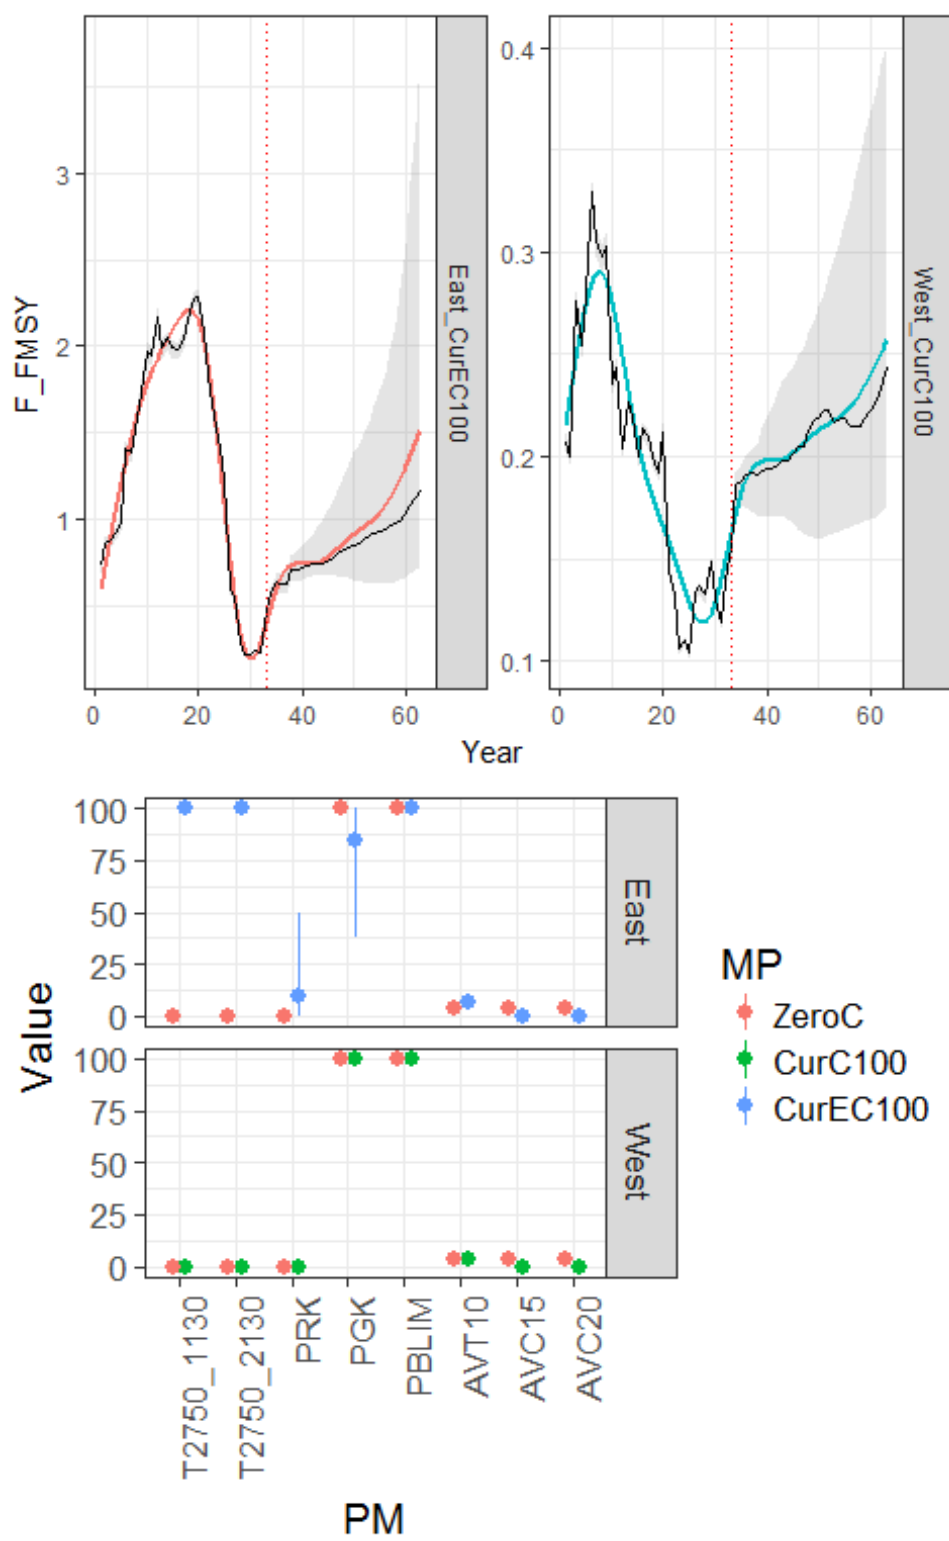 F_FMSY
3
2
1
0 20 40 60
East_CurEC100
0.4
0.3
0.2
0.1
0 20 40 60
West_CurC100
Year
Value
100
75
50
25
0
East
100
75
50
25
0
West
T2750_1130
T2750_2130
PRK
PGK
PBLIM
AVT10
AVC15
AVC20
PM
MP
ZeroC
CurC100
CurEC100